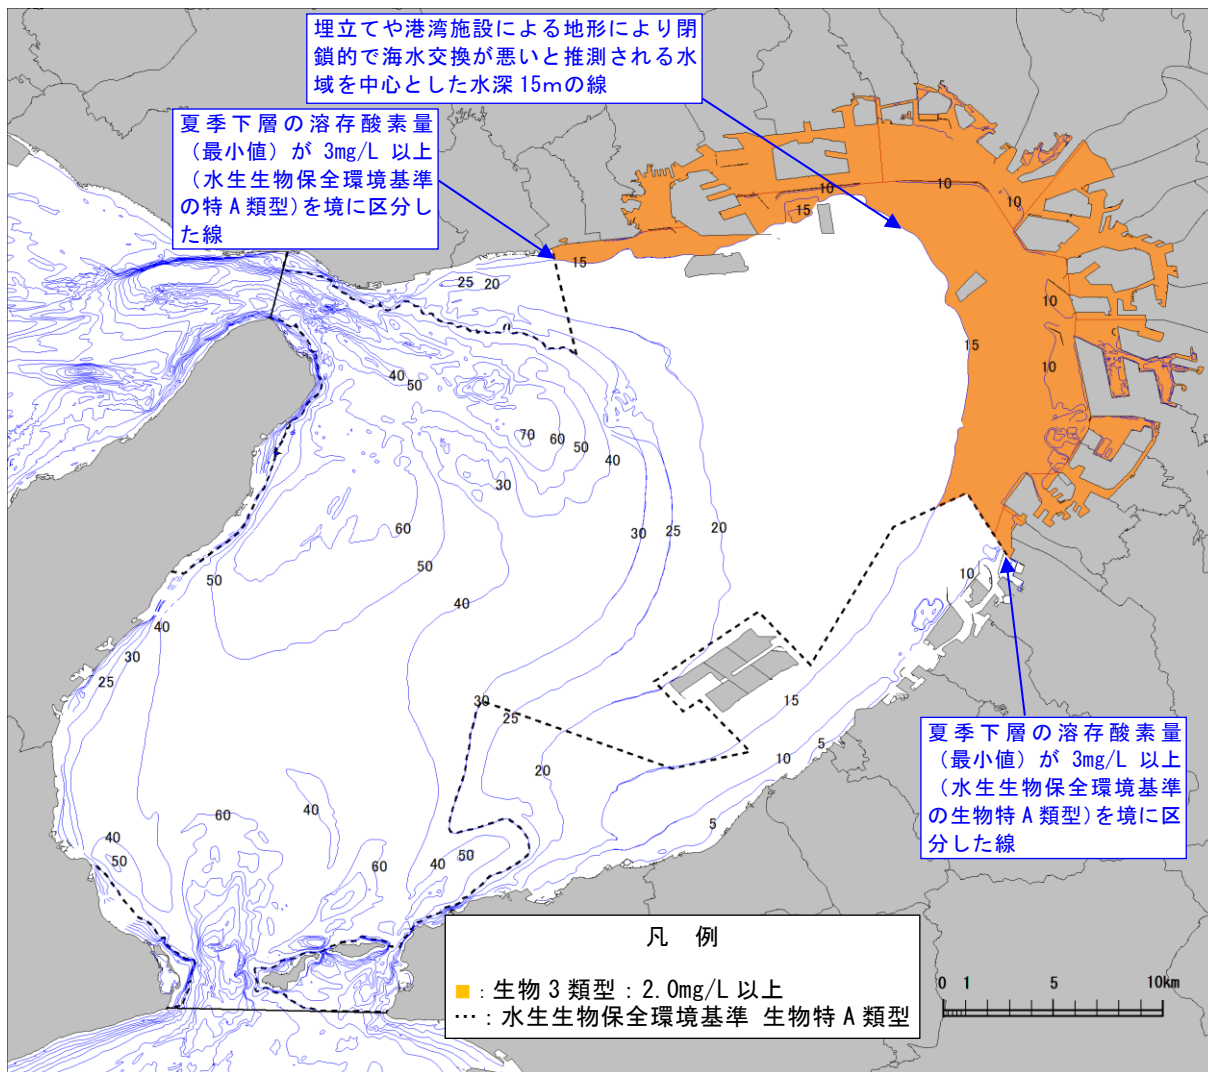 埋立てや港湾施設による地形により閉
鎖的で海水交換が悪いと推測される水
域を中心とした水深15mの線
夏季下層の溶存酸素量
(最小値)が 3mg/L 以上
(水生生物保全環境基準
の特A類型)を境に区分し
た線
10
10
15
10
15
25
20
10
15
10
40
50
70
60
50
40
30
60
30
25
20
50
50
10
40
40
30
25
30
25
15
20
10
5
夏季下層の溶存酸素量
(最小値)が 3mg/L 以上
(水生生物保全環境基準
の生物特A類型)を境に区
分した線
60
40
5
40
50
60
40
50
60
凡 例
■:生物3類型:2.0mg/L 以上
…:水生生物保全環境基準 生物特A類型
0 1 5 10km